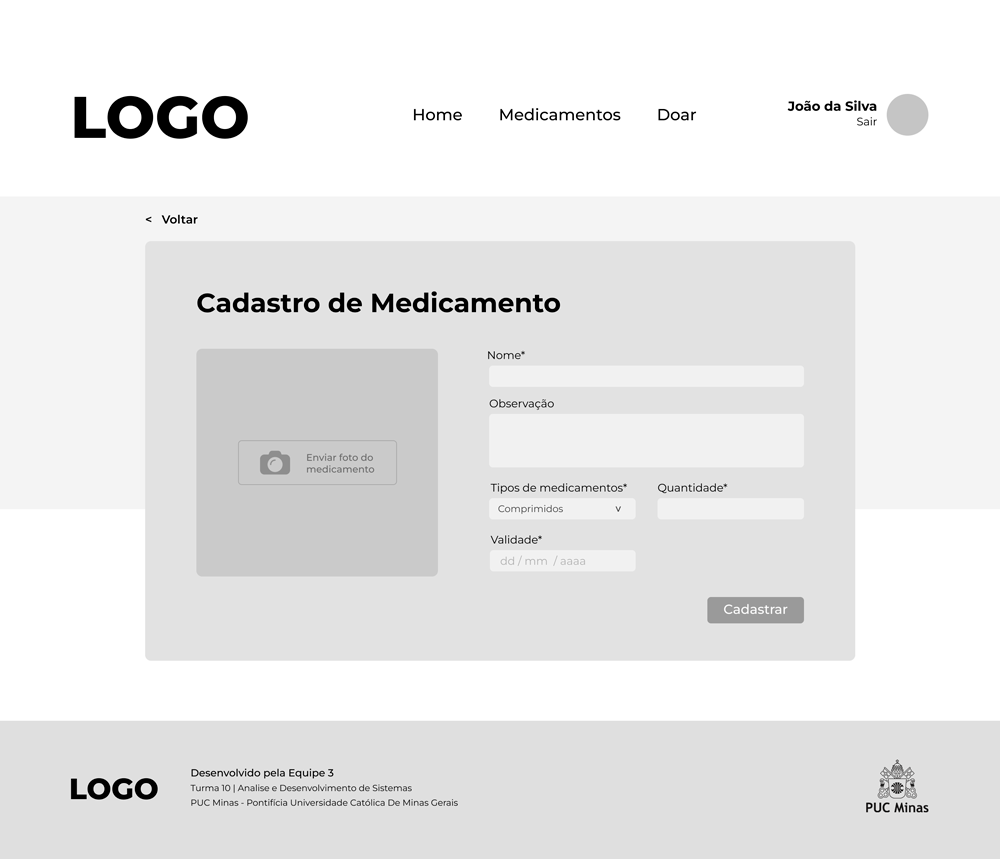 LOGO
Home
Medicamentos
Doar
João da Silva
Sair
< Voltar
Cadastro de Medicamento
Enviar foto do
medicamento
Nome*
Observação
Tipos de medicamentos*
Quantidade*
Comprimidos v
Validade*
dd / mm / aaaa
Cadastrar
LOGO
Desenvolvido pela Equipe 3
Turma 10 | Analise e Desenvolvimento de Sistemas
PUC Minas - Pontifícia Universidade Católica De Minas Gerais
PUC Minas